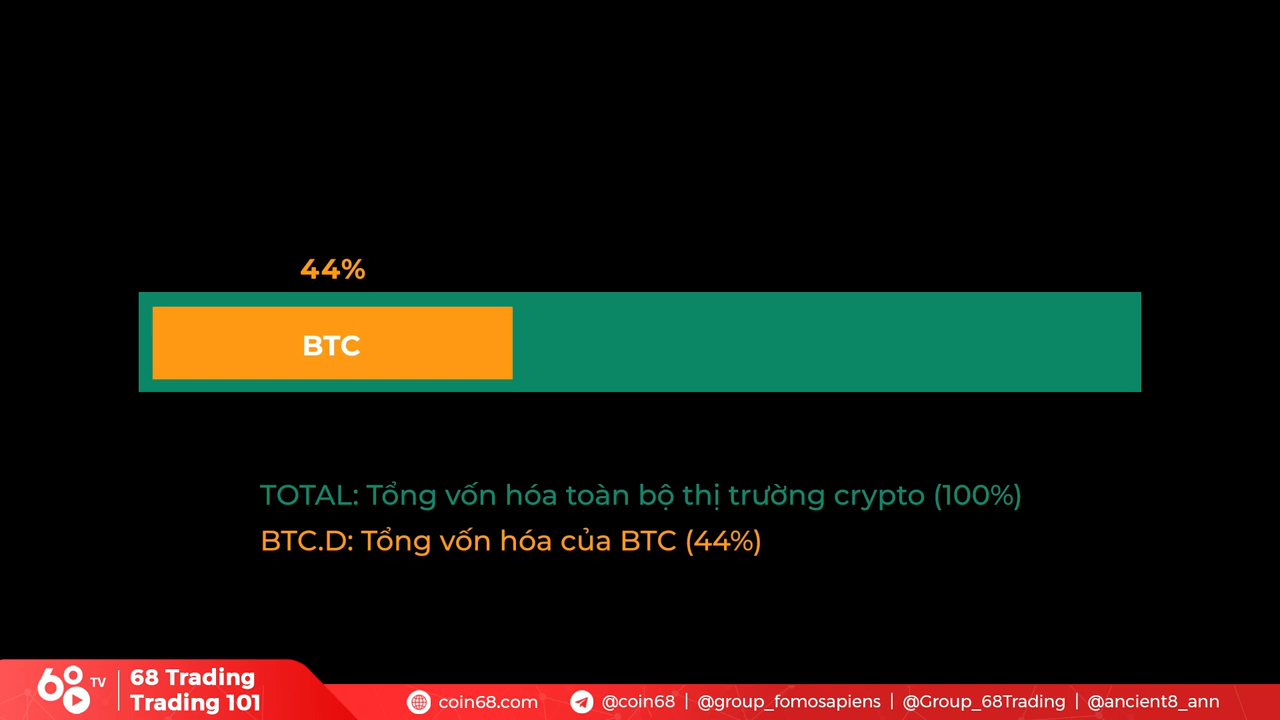 44%
BTC
TOTAL: Tổng vốn hóa toàn bộ thị trường crypto (100%)
BTC.D: Tổng vốn hóa của BTC (44%)
68 TV
68 Trading
Trading 101
coin68.com
@coin68 | @group_fomosapiens | @Group_68Trading | @ancient8_ann